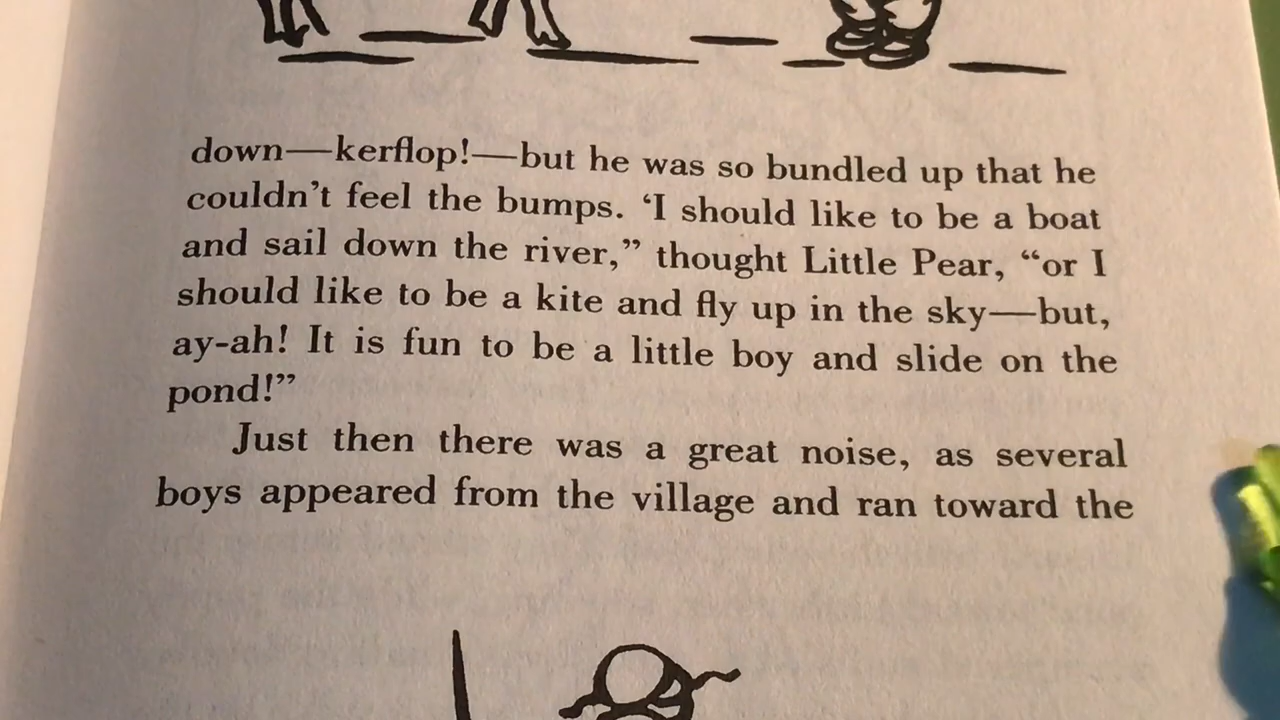 down—kerflop!—but he was so bundled up that he
couldn’t feel the bumps. ‘I should like to be a boat
and sail down the river,” thought Little Pear, “or I
should like to be a kite and fly up in the sky—but,
ay-ah! It is fun to be a little boy and slide on the
pond!”
Just then there was a great noise, as several
boys appeared from the village and ran toward the